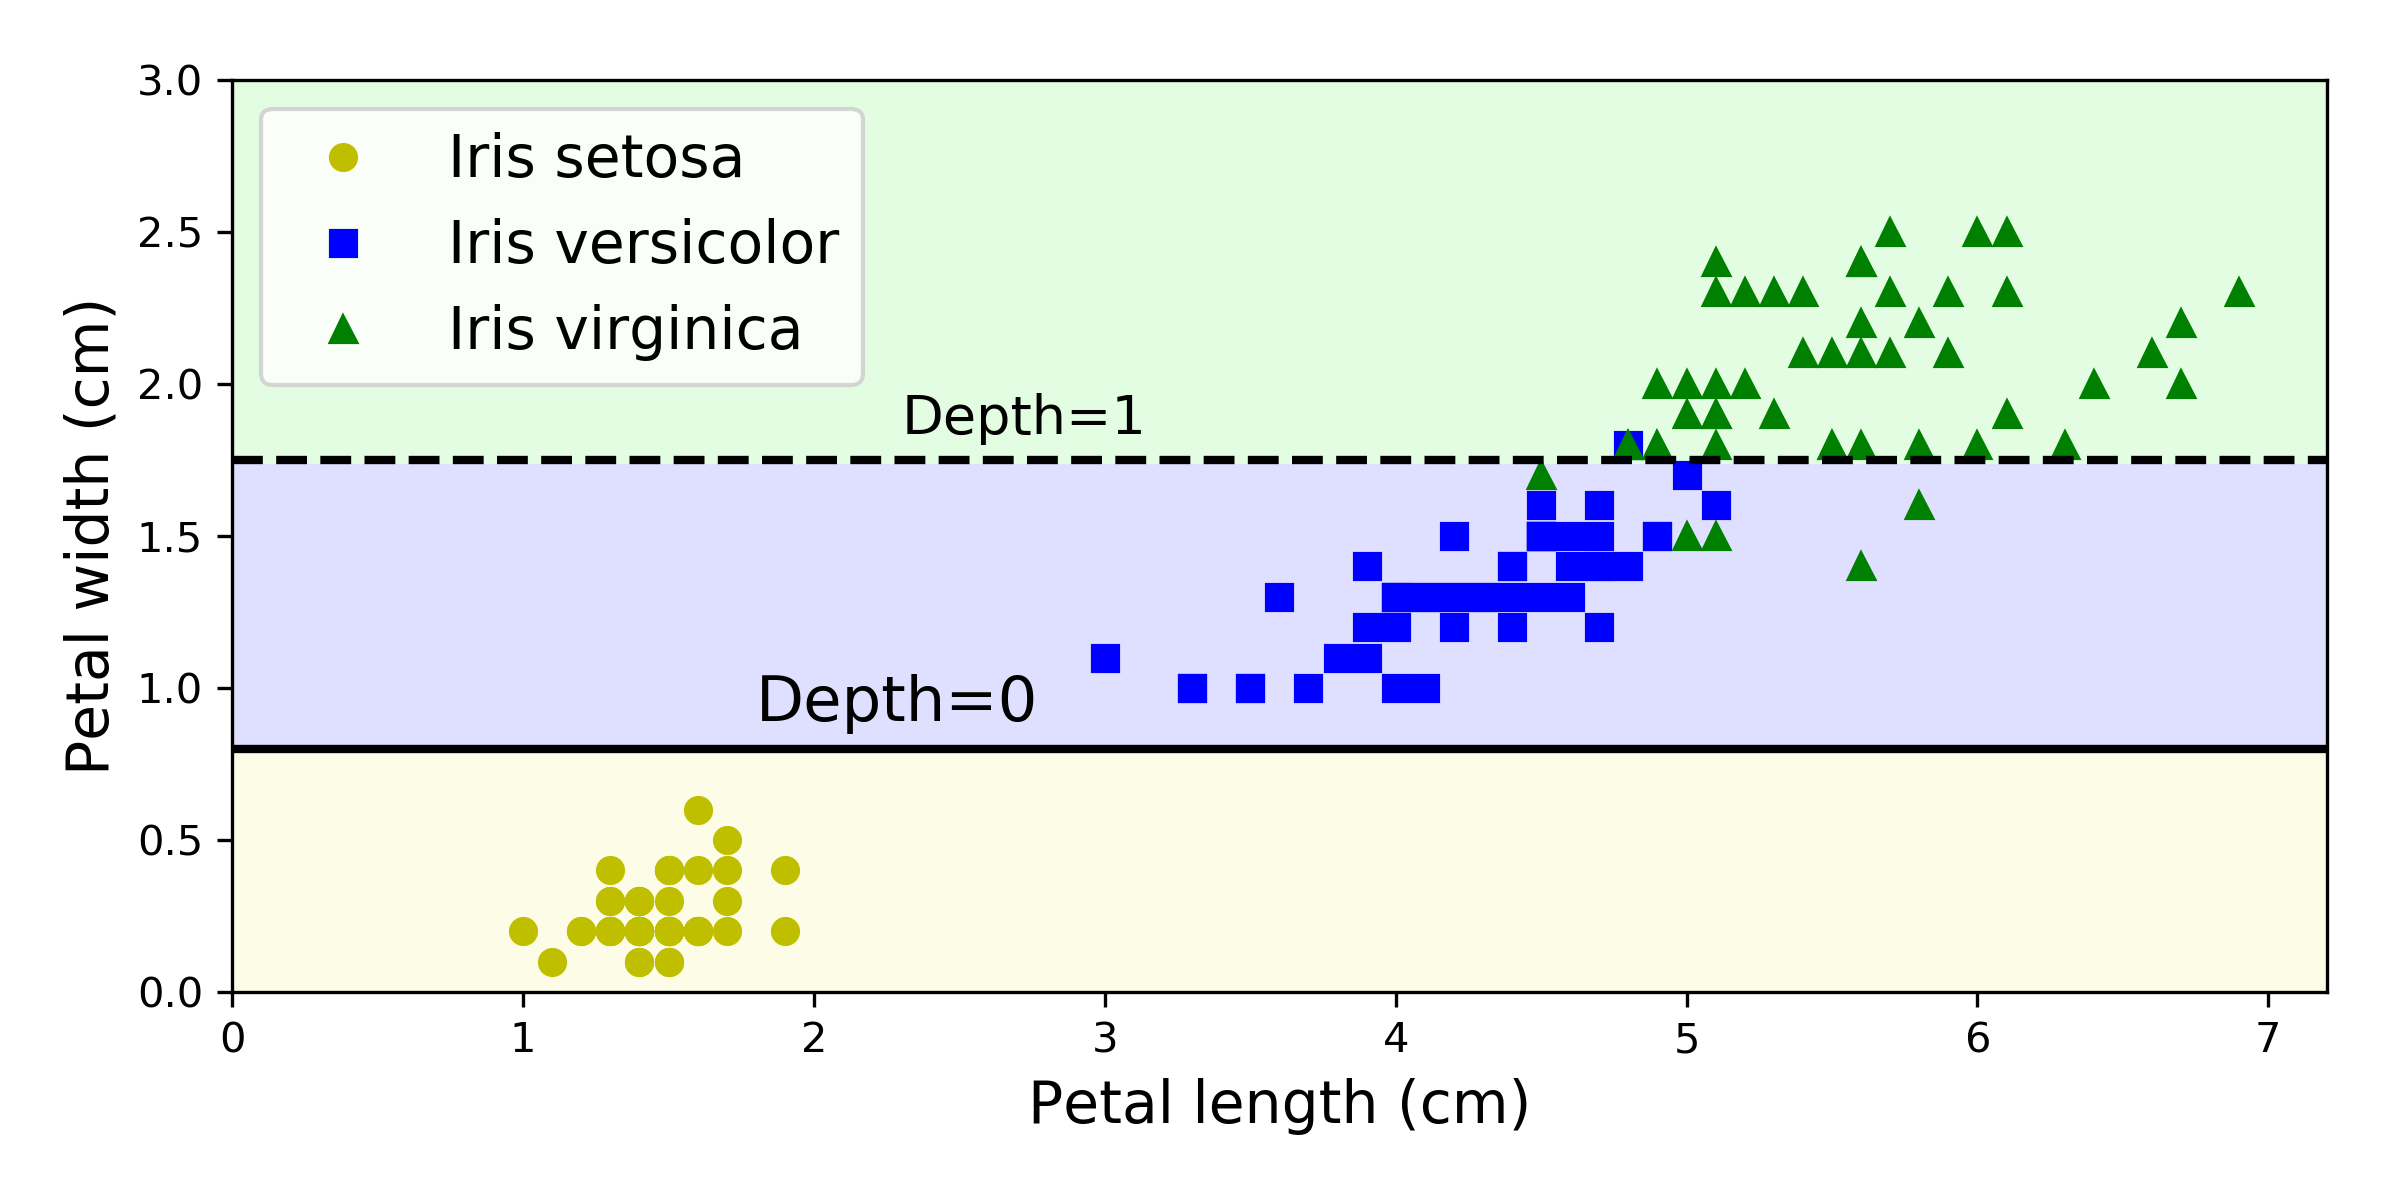 3.0
2.5
2.0
1.5
1.0
0.5
0.0
Petal width (cm)
Iris setosa
Iris versicolor
Iris virginica
Depth=1
Depth=0
0 1 2 3 4 5 6 7
Petal length (cm)